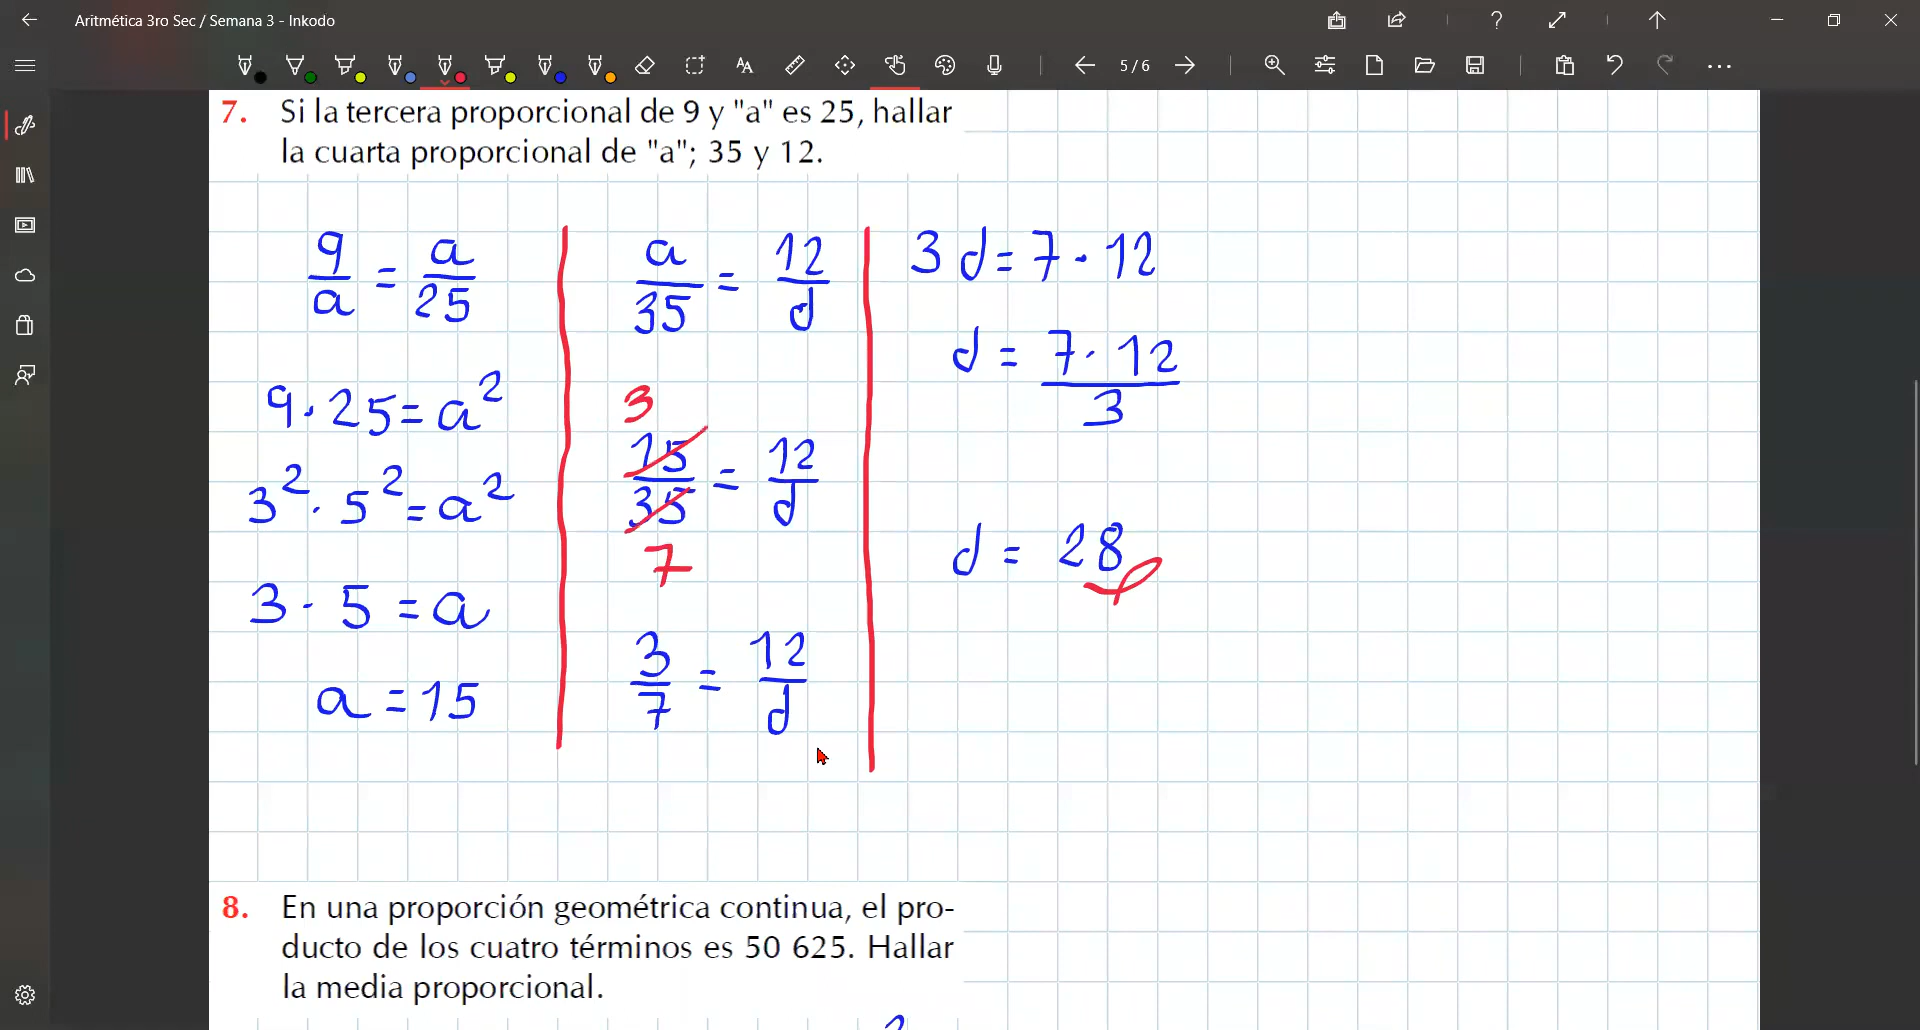 Aritmética 3ro Sec / Semana 3 - Inkodo
5 / 6
7. Si la tercera proporcional de 9 y "a" es 25, hallar
la cuarta proporcional de "a"; 35 y 12.
9/a = a/25
9 · 25 = a²
3² · 5² = a²
3 · 5 = a
a = 15
a/35 = 12/d
3
15/35 = 12/d
7
3/7 = 12/d
3 d = 7 · 12
d = 7 · 12/3
d = 28
8. En una proporción geométrica continua, el pro-
ducto de los cuatro términos es 50 625. Hallar
la media proporcional.